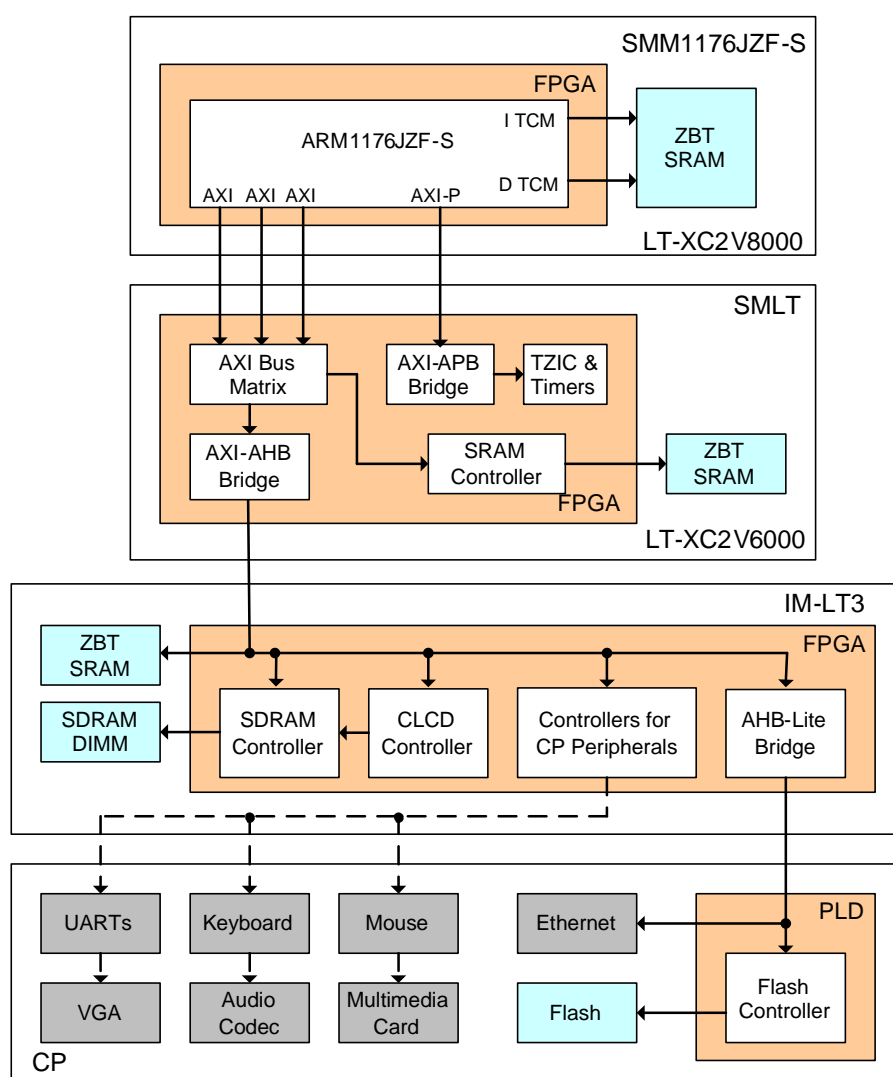 SMM1176JZF-S
FPGA
I TCM
ARM1176JZF-S
ZBT
SRAM
D TCM
AXI AXI AXI AXI-P
LT-XC2V8000
SMLT
AXI Bus
Matrix
AXI-APB
Bridge
TZIC &
Timers
AXI-AHB
Bridge
SRAM
Controller
ZBT
SRAM
FPGA
LT-XC2V6000
IM-LT3
FPGA
ZBT
SRAM
SDRAM
DIMM
SDRAM
Controller
CLCD
Controller
Controllers for
CP Peripherals
AHB-Lite
Bridge
PLD
UARTs
Keyboard
Mouse
Ethernet
VGA
Audio
Codec
Multimedia
Card
Flash
Flash
Controller
CP